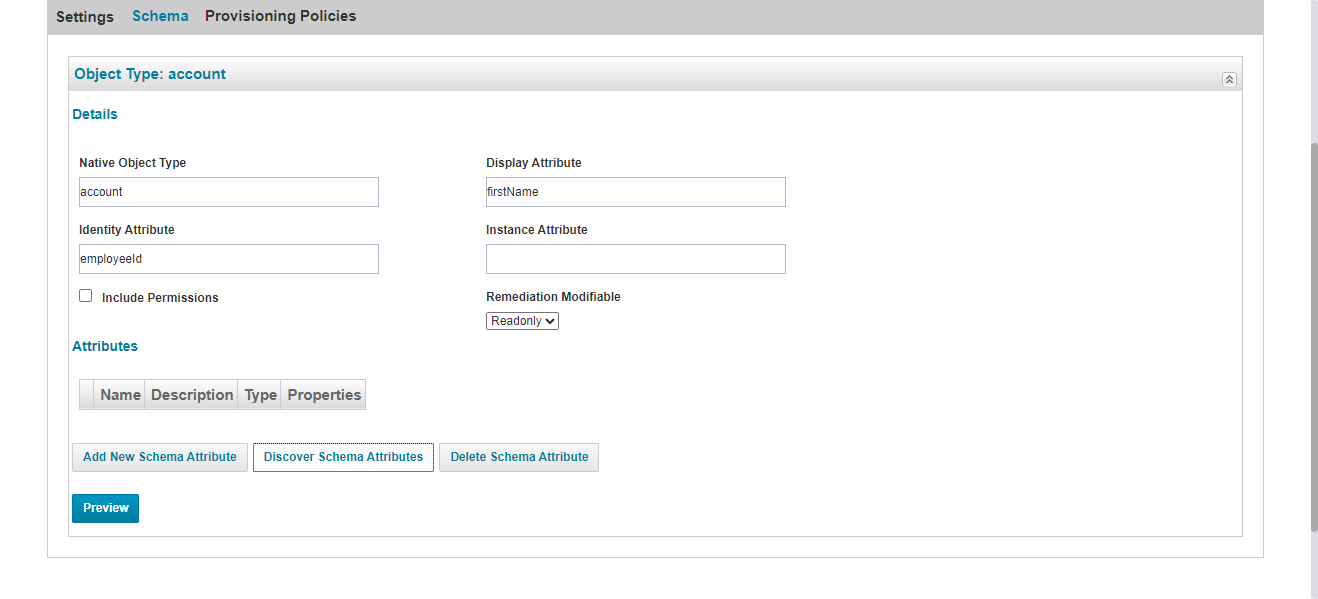 Settings Schema Provisioning Policies
Object Type: account
Details
Native Object Type Display Attribute
account firstName
Identity Attribute Instance Attribute
employeeId
Include Permissions Remediation Modifiable
Readonly
Attributes
Name Description Type Properties
Add New Schema Attribute Discover Schema Attributes Delete Schema Attribute
Preview